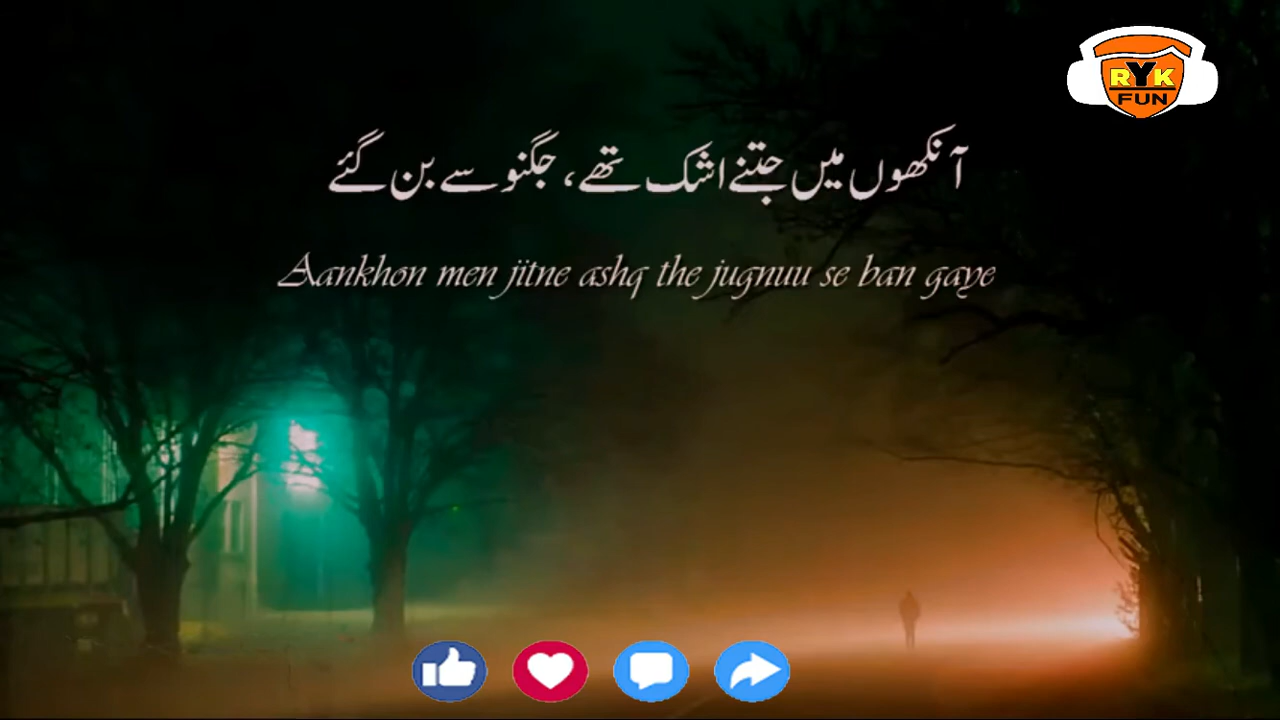 RYK
FUN
آنکھوں میں جتنے اشک تھے، جگنو سے بن گئے
Aankhon men jitne ashq the jugnuu se ban gaye